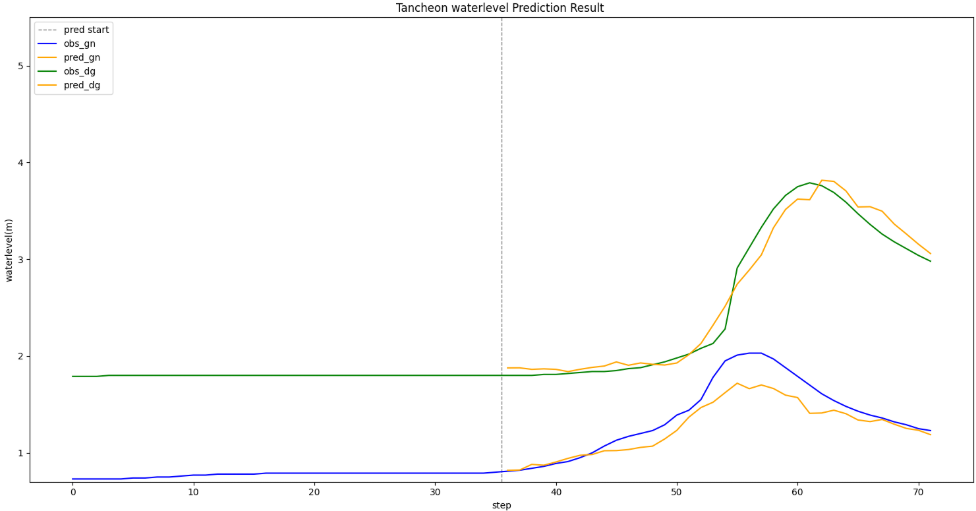 Tancheon waterlevel Prediction Result
pred start
obs_gn
pred_gn
obs_dg
pred_dg
waterlevel(m)
5
4
3
2
1
0
10
20
30
40
50
60
70
step